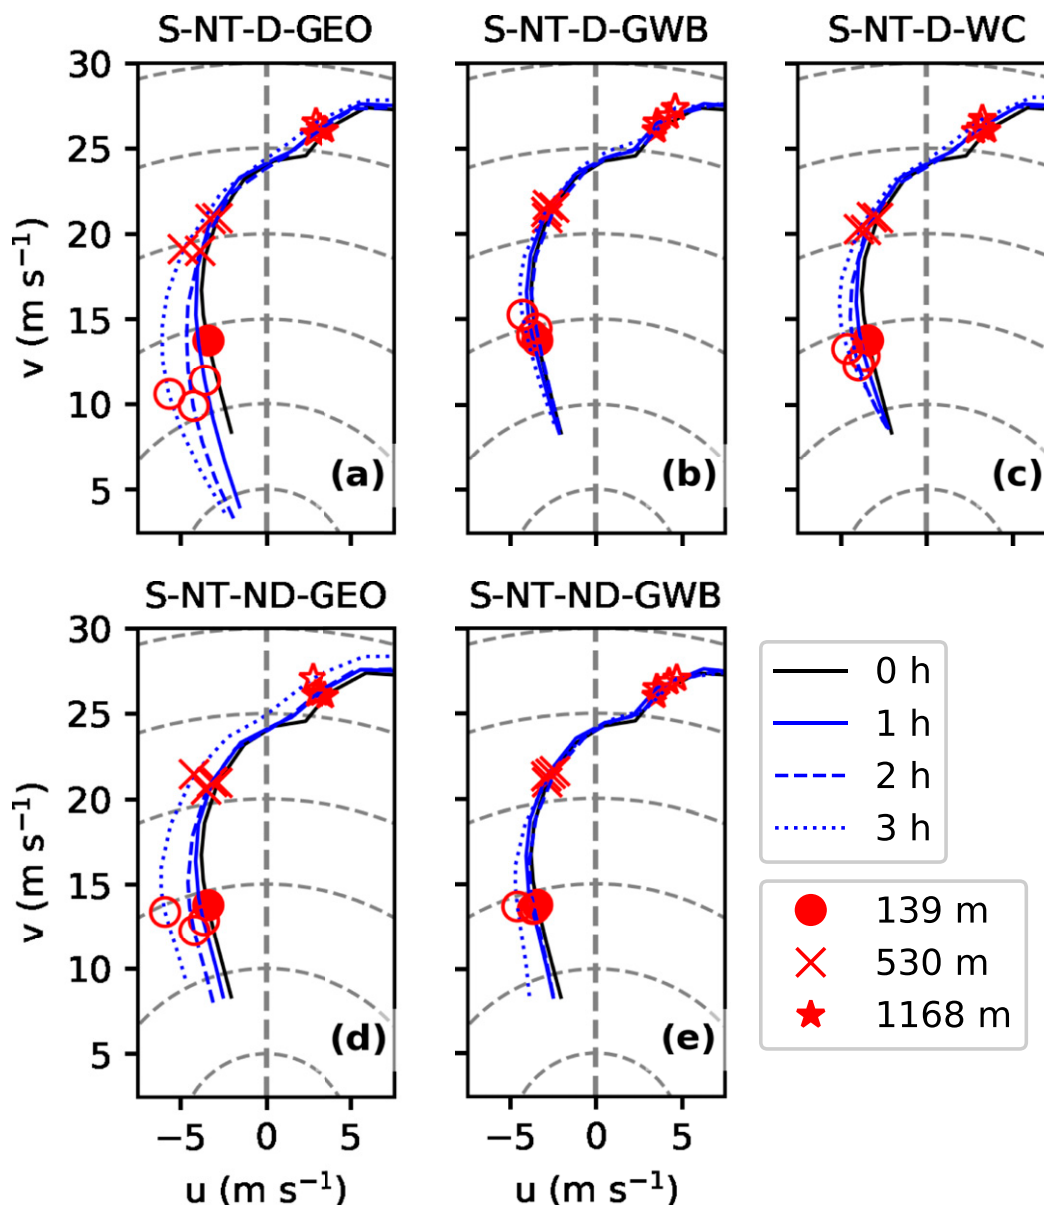 S-NT-D-GEO S-NT-D-GWB S-NT-D-WC
30
25
20
15
10
5
v (m s⁻¹)
(a) (b) (c)
S-NT-ND-GEO S-NT-ND-GWB
30
25
20
15
10
5
v (m s⁻¹)
(d) (e)
−5 0 5 −5 0 5
u (m s⁻¹) u (m s⁻¹)
0 h
1 h
2 h
3 h
139 m
530 m
1168 m